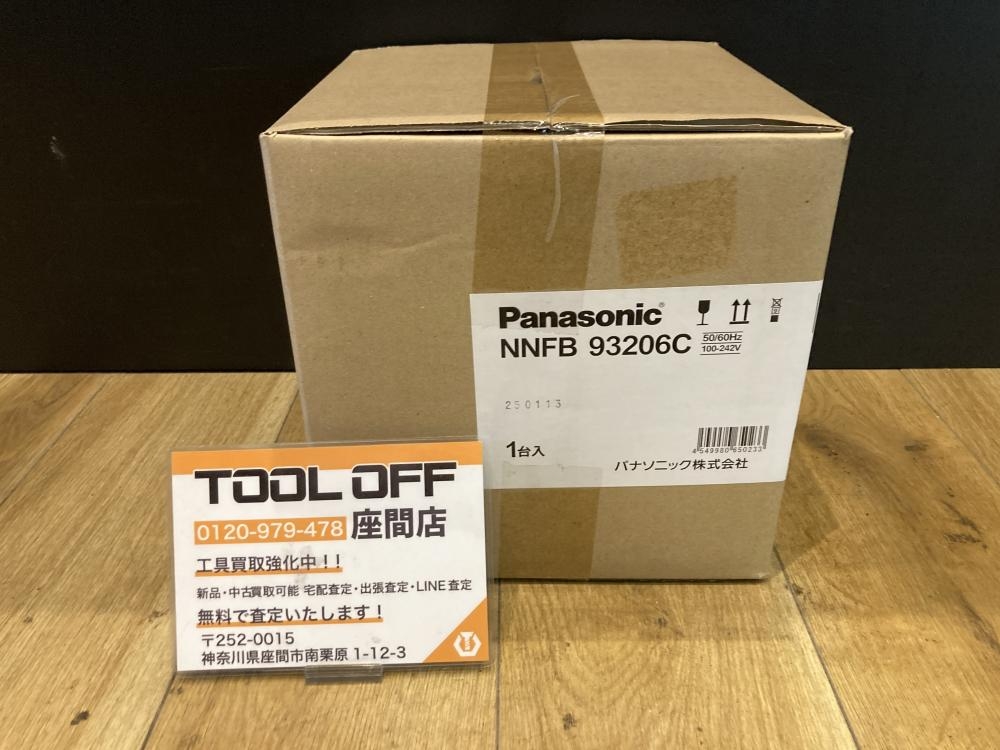 Panasonic®
NNFB 93206C
50/60Hz
100-242V
250113
1台入
4 549980 650233
パナソニック株式会社
TOOL OFF
0120-979-478 座間店
工具買取強化中！！
新品・中古買取可能 宅配査定・出張査定・LINE査定
無料で査定いたします！
〒252-0015
神奈川県座間市南栗原1-12-3